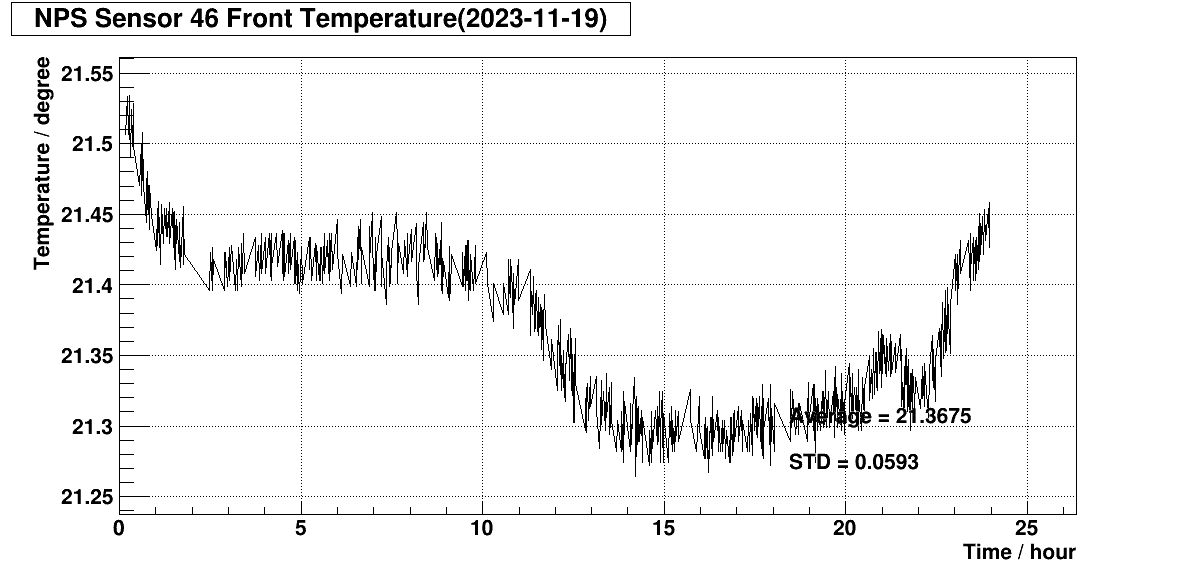 NPS Sensor 46 Front Temperature(2023-11-19)
Temperature / degree
21.55
21.5
21.45
21.4
21.35
21.3
21.25
Average = 21.3675
STD = 0.0593
0 5 10 15 20 25
Time / hour